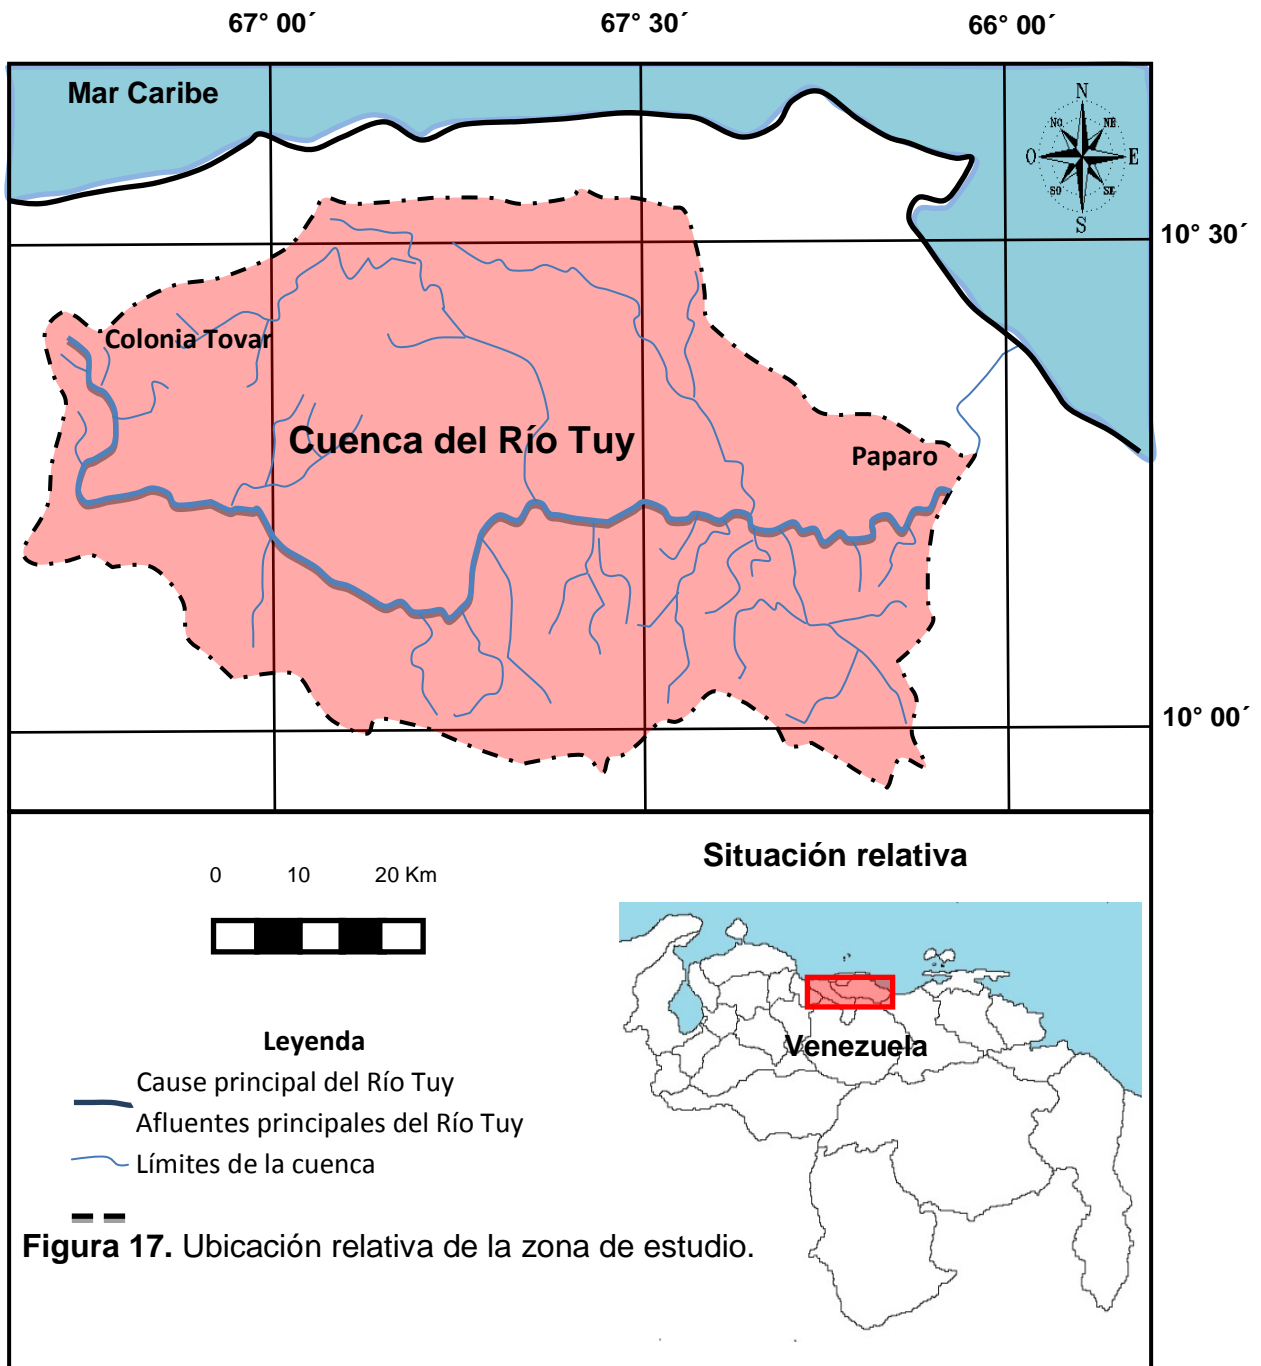 67° 00´ 67° 30´ 66° 00´
Mar Caribe
N
NO NE
O E
SO SE
S
10° 30´
Colonia Tovar
Cuenca del Río Tuy
Paparo
10° 00´
Situación relativa
0 10 20 Km
Venezuela
Leyenda
Cause principal del Río Tuy
Afluentes principales del Río Tuy
Límites de la cuenca
Figura 17. Ubicación relativa de la zona de estudio.